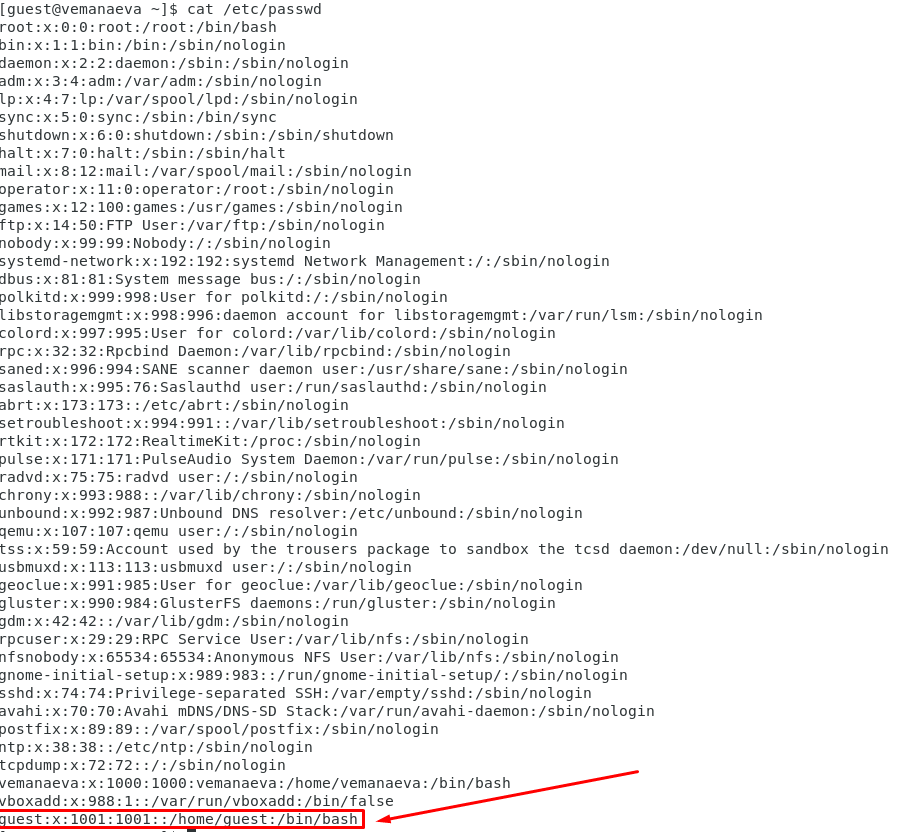 [guest@vemanaeva ~]$ cat /etc/passwd
root:x:0:0:root:/root:/bin/bash
bin:x:1:1:bin:/bin:/sbin/nologin
daemon:x:2:2:daemon:/sbin:/sbin/nologin
adm:x:3:4:adm:/var/adm:/sbin/nologin
lp:x:4:7:lp:/var/spool/lpd:/sbin/nologin
sync:x:5:0:sync:/sbin:/bin/sync
shutdown:x:6:0:shutdown:/sbin:/sbin/shutdown
halt:x:7:0:halt:/sbin:/sbin/halt
mail:x:8:12:mail:/var/spool/mail:/sbin/nologin
operator:x:11:0:operator:/root:/sbin/nologin
games:x:12:100:games:/usr/games:/sbin/nologin
ftp:x:14:50:FTP User:/var/ftp:/sbin/nologin
nobody:x:99:99:Nobody:/:/sbin/nologin
systemd-network:x:192:192:systemd Network Management:/:/sbin/nologin
dbus:x:81:81:System message bus:/:/sbin/nologin
polkitd:x:999:998:User for polkitd:/:/sbin/nologin
libstoragemgmt:x:998:996:daemon account for libstoragemgmt:/var/run/lsm:/sbin/nologin
colord:x:997:995:User for colord:/var/lib/colord:/sbin/nologin
rpc:x:32:32:Rpcbind Daemon:/var/lib/rpcbind:/sbin/nologin
saned:x:996:994:SANE scanner daemon user:/usr/share/sane:/sbin/nologin
saslauth:x:995:76:Saslauthd user:/run/saslauthd:/sbin/nologin
abrt:x:173:173::/etc/abrt:/sbin/nologin
setroubleshoot:x:994:991::/var/lib/setroubleshoot:/sbin/nologin
rtkit:x:172:172:RealtimeKit:/proc:/sbin/nologin
pulse:x:171:171:PulseAudio System Daemon:/var/run/pulse:/sbin/nologin
radvd:x:75:75:radvd user:/:/sbin/nologin
chrony:x:993:988::/var/lib/chrony:/sbin/nologin
unbound:x:992:987:Unbound DNS resolver:/etc/unbound:/sbin/nologin
qemu:x:107:107:qemu user:/:/sbin/nologin
tss:x:59:59:Account used by the trousers package to sandbox the tcsd daemon:/dev/null:/sbin/nologin
usbmuxd:x:113:113:usbmuxd user:/:/sbin/nologin
geoclue:x:991:985:User for geoclue:/var/lib/geoclue:/sbin/nologin
gluster:x:990:984:GlusterFS daemons:/run/gluster:/sbin/nologin
gdm:x:42:42::/var/lib/gdm:/sbin/nologin
rpcuser:x:29:29:RPC Service User:/var/lib/nfs:/sbin/nologin
nfsnobody:x:65534:65534:Anonymous NFS User:/var/lib/nfs:/sbin/nologin
gnome-initial-setup:x:989:983::/run/gnome-initial-setup/:/sbin/nologin
sshd:x:74:74:Privilege-separated SSH:/var/empty/sshd:/sbin/nologin
avahi:x:70:70:Avahi mDNS/DNS-SD Stack:/var/run/avahi-daemon:/sbin/nologin
postfix:x:89:89::/var/spool/postfix:/sbin/nologin
ntp:x:38:38::/etc/ntp:/sbin/nologin
tcpdump:x:72:72::/:/sbin/nologin
vemanaeva:x:1000:1000:vemanaeva:/home/vemanaeva:/bin/bash
vboxadd:x:988:1::/var/run/vboxadd:/bin/false
guest:x:1001:1001::/home/guest:/bin/bash